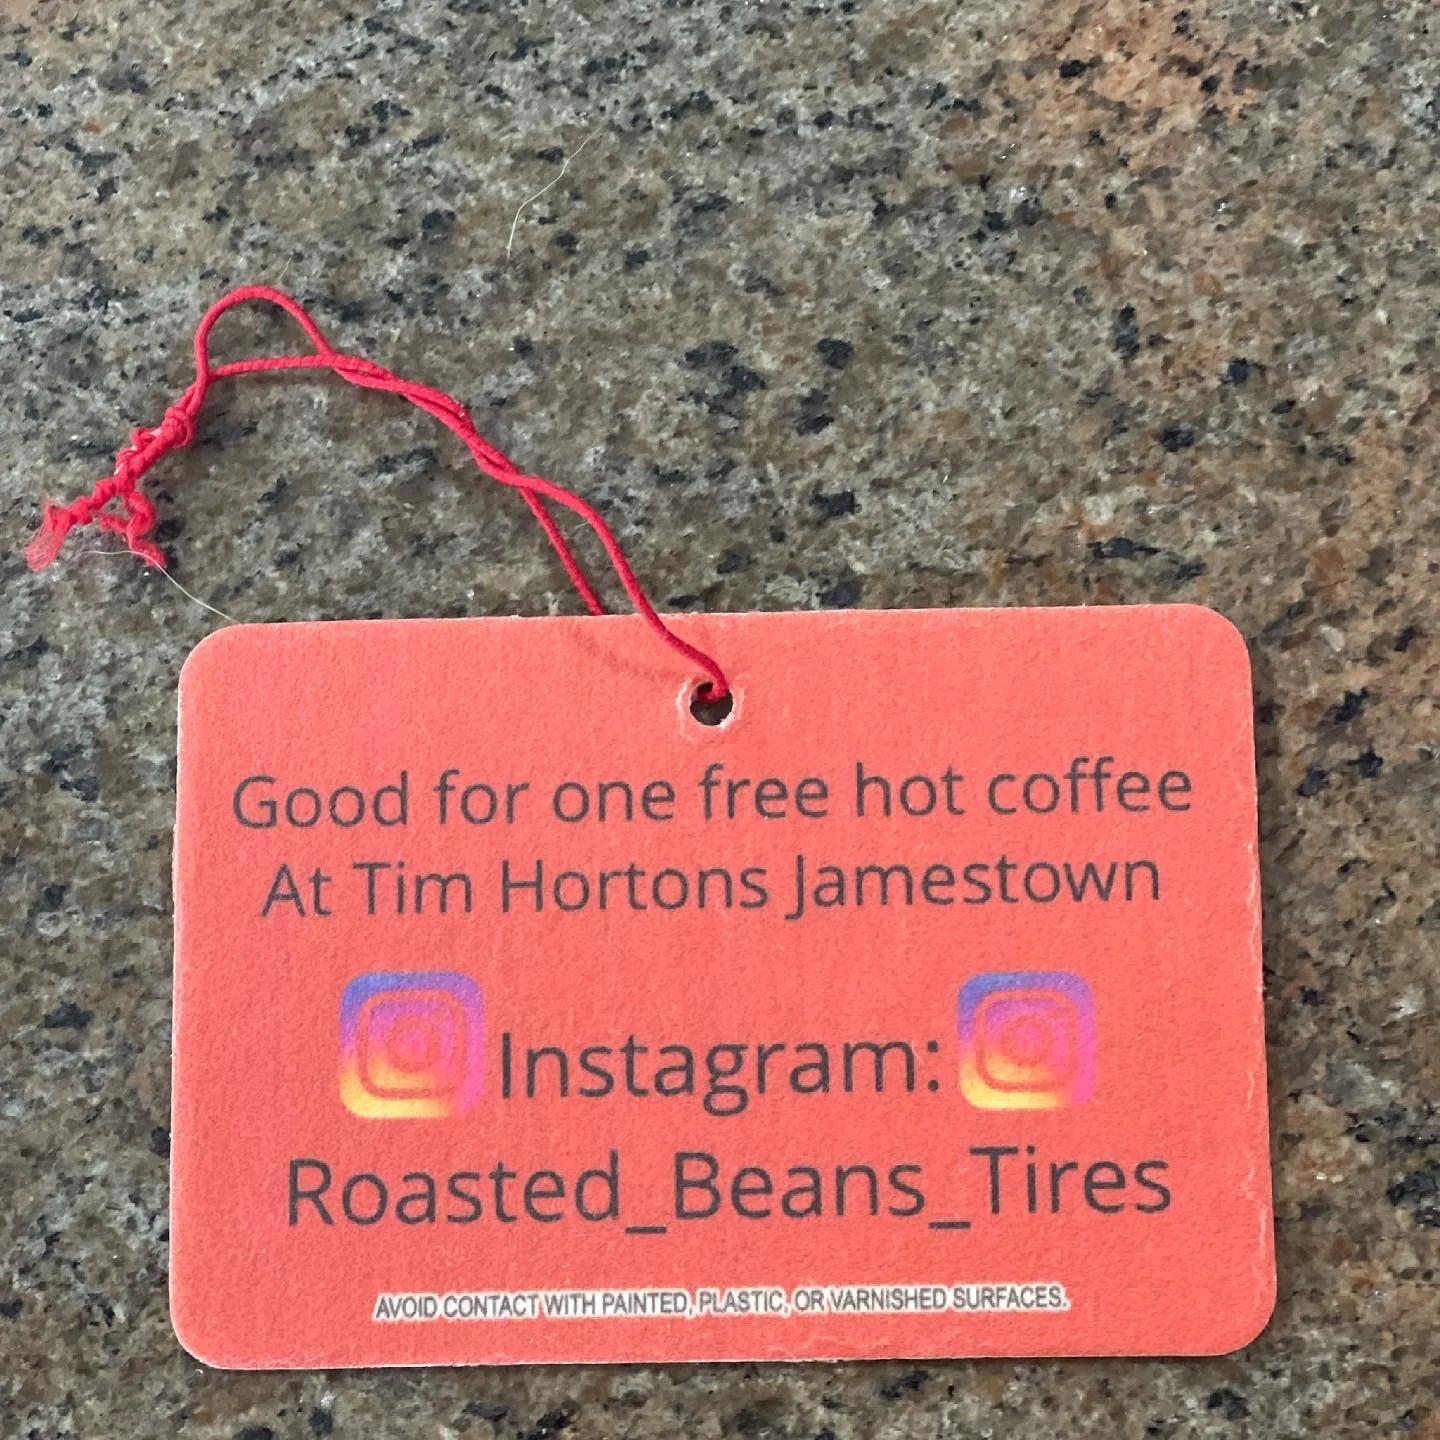 Good for one free hot coffee
At Tim Hortons Jamestown
Instagram:
Roasted_Beans_Tires
AVOID CONTACT WITH PAINTED, PLASTIC, OR VARNISHED SURFACES.